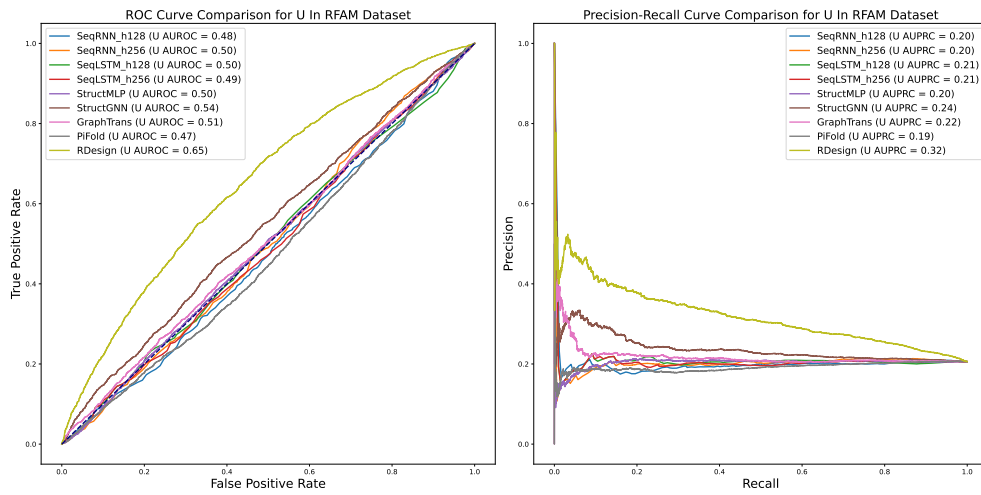 ROC Curve Comparison for U In RFAM Dataset
SeqRNN_h128 (U AUROC = 0.48)
SeqRNN_h256 (U AUROC = 0.50)
SeqLSTM_h128 (U AUROC = 0.50)
SeqLSTM_h256 (U AUROC = 0.49)
StructMLP (U AUROC = 0.50)
StructGNN (U AUROC = 0.54)
GraphTrans (U AUROC = 0.51)
PiFold (U AUROC = 0.47)
RDesign (U AUROC = 0.65)
True Positive Rate
1.0
0.8
0.6
0.4
0.2
0.0
0.0 0.2 0.4 0.6 0.8 1.0
False Positive Rate
Precision-Recall Curve Comparison for U In RFAM Dataset
SeqRNN_h128 (U AUPRC = 0.20)
SeqRNN_h256 (U AUPRC = 0.20)
SeqLSTM_h128 (U AUPRC = 0.21)
SeqLSTM_h256 (U AUPRC = 0.21)
StructMLP (U AUPRC = 0.20)
StructGNN (U AUPRC = 0.24)
GraphTrans (U AUPRC = 0.22)
PiFold (U AUPRC = 0.19)
RDesign (U AUPRC = 0.32)
Precision
1.0
0.8
0.6
0.4
0.2
0.0
0.0 0.2 0.4 0.6 0.8 1.0
Recall